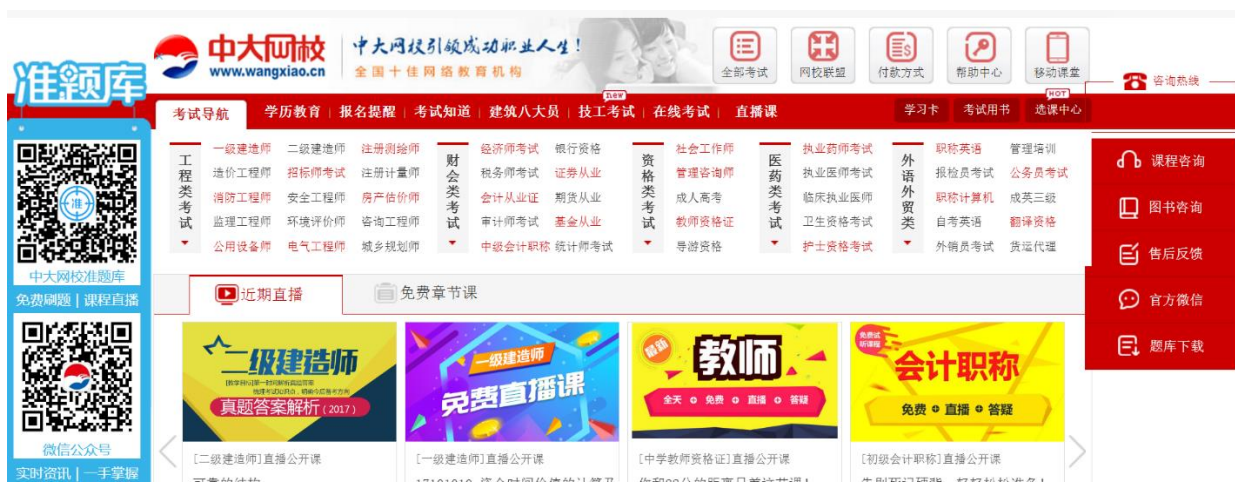 中大网校
www.wangxiao.cn
中大网校引领成功职业人生!
全国十佳网络教育机构
全部考试
网校联盟
付款方式
帮助中心
移动课堂
咨询热线
准题库
new
HOT
考试导航 学历教育 | 报名提醒 | 考试知道 | 建筑八大员 | 技工考试 | 在线考试 | 直播课
学习卡 考试用书 选课中心
工程类考试
一级建造师 二级建造师 注册测绘师
造价工程师 招标师考试 注册计量师
消防工程师 安全工程师 房产估价师
监理工程师 环境评价师 咨询工程师
公用设备师 电气工程师 城乡规划师
财会类考试
经济师考试 银行资格
税务师考试 证券从业
会计从业证 期货从业
审计师考试 基金从业
中级会计职称 统计师考试
资格类考试
社会工作师
管理咨询师
成人高考
教师资格证
导游资格
医药类考试
执业药师考试
执业医师考试
临床执业医师
卫生资格考试
护士资格考试
外语外贸类
职称英语 管理培训
报检员考试 公务员考试
职称计算机 成英三级
自考英语 翻译资格
外销员考试 货运代理
课程咨询
图书咨询
售后反馈
官方微信
题库下载
准
中大网校准题库
免费刷题 | 课程直播
微信公众号
实时资讯 | 一手掌握
近期直播
免费章节课
二级建造师
真题答案解析(2017)
[二级建造师]直播公开课
一级建造师
免费直播课
[一级建造师]直播公开课
最新
教师
全天 免费 直播 答疑
[中学教师资格证]直播公开课
免费试听课程
会计职称
免费 直播 答疑
[初级会计职称]直播公开课